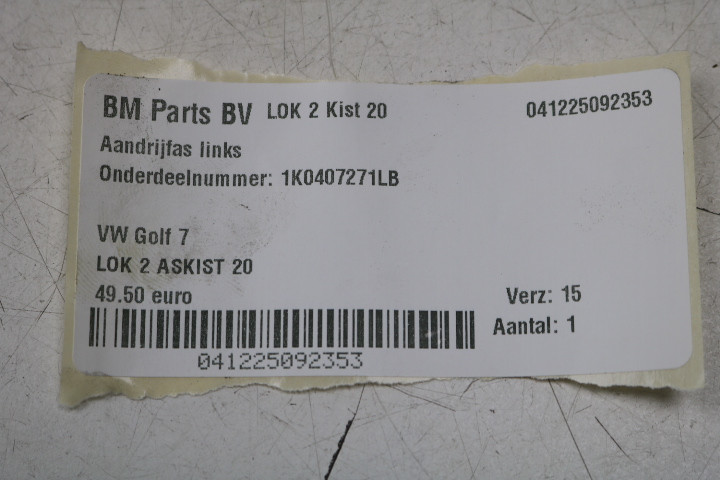 BM Parts BV LOK 2 Kist 20 041225092353
Aandrijfas links
Onderdeelnummer: 1K0407271LB
VW Golf 7
LOK 2 ASKIST 20
49.50 euro Verz: 15
Aantal: 1
041225092353